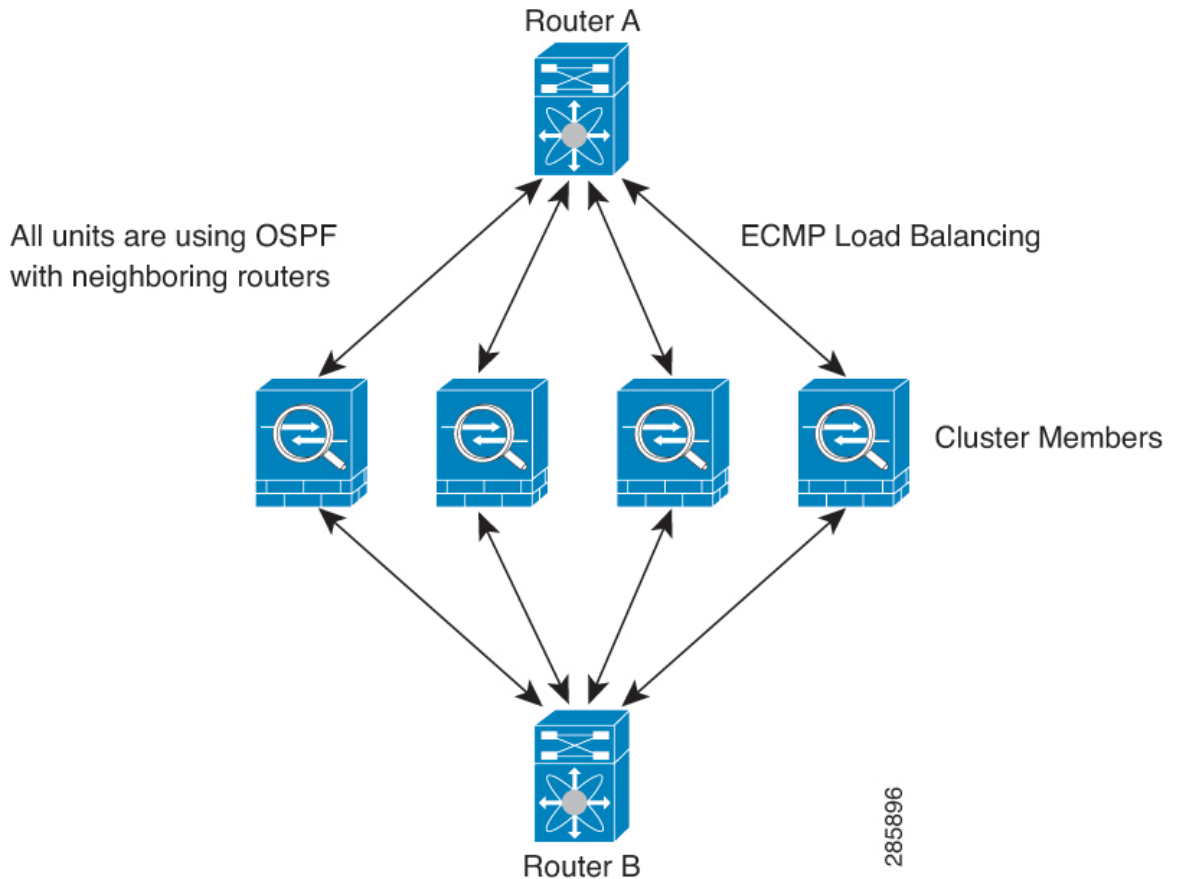 Router A
All units are using OSPF
with neighboring routers
ECMP Load Balancing
Cluster Members
Router B
285896